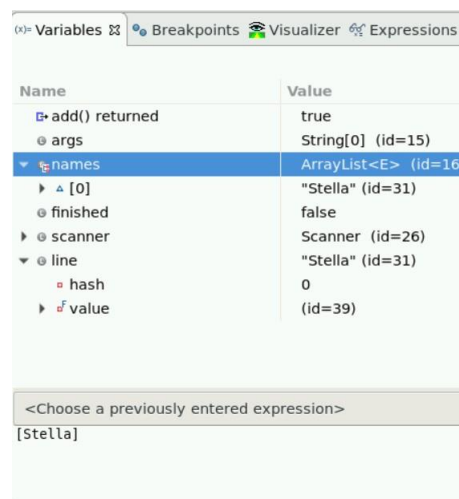 (x)= Variables Breakpoints Visualizer Expressions
Name Value
add() returned true
args String[0] (id=15)
names ArrayList<E> (id=16
[0] "Stella" (id=31)
finished false
scanner Scanner (id=26)
line "Stella" (id=31)
hash 0
F value (id=39)
<Choose a previously entered expression>
[Stella]